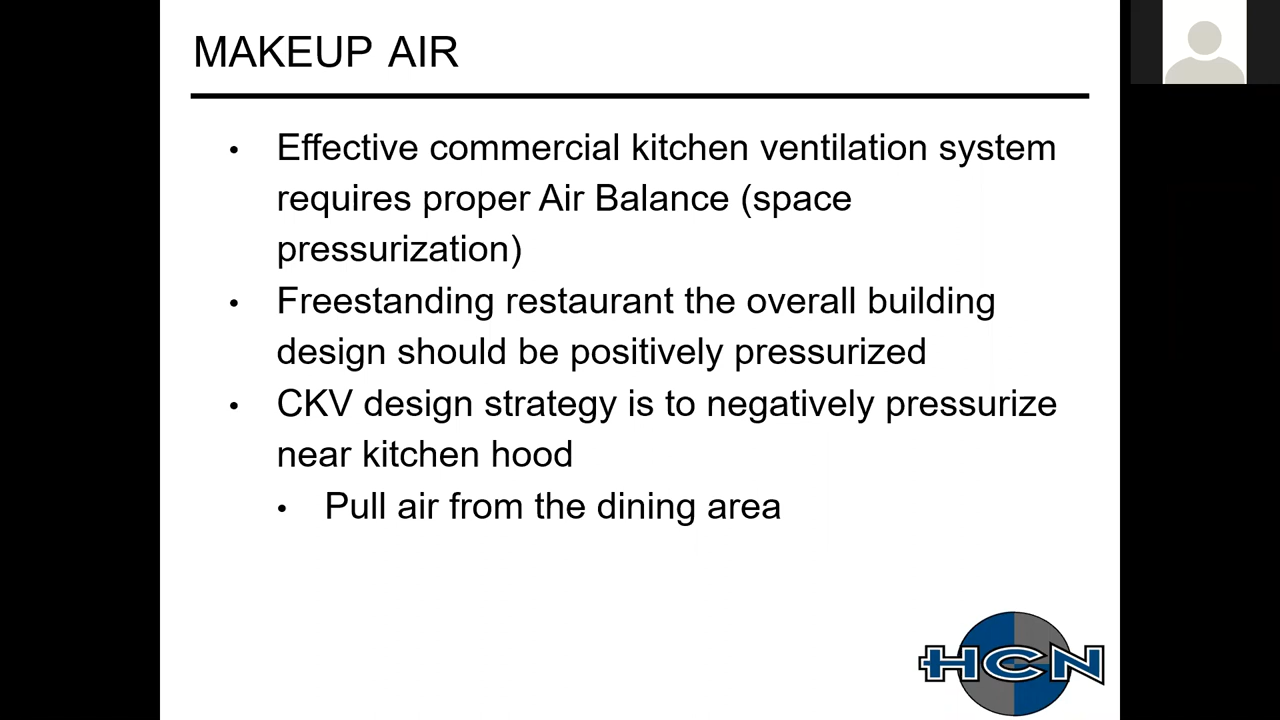 MAKEUP AIR
• Effective commercial kitchen ventilation system
requires proper Air Balance (space
pressurization)
• Freestanding restaurant the overall building
design should be positively pressurized
• CKV design strategy is to negatively pressurize
near kitchen hood
• Pull air from the dining area
HCN